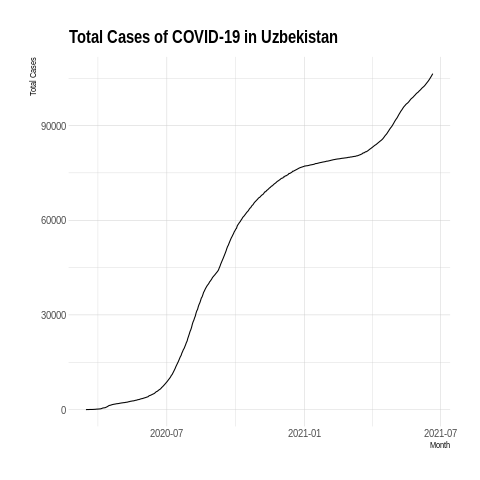 Total Cases of COVID-19 in Uzbekistan
Total Cases
90000
60000
30000
0
2020-07
2021-01
2021-07
Month